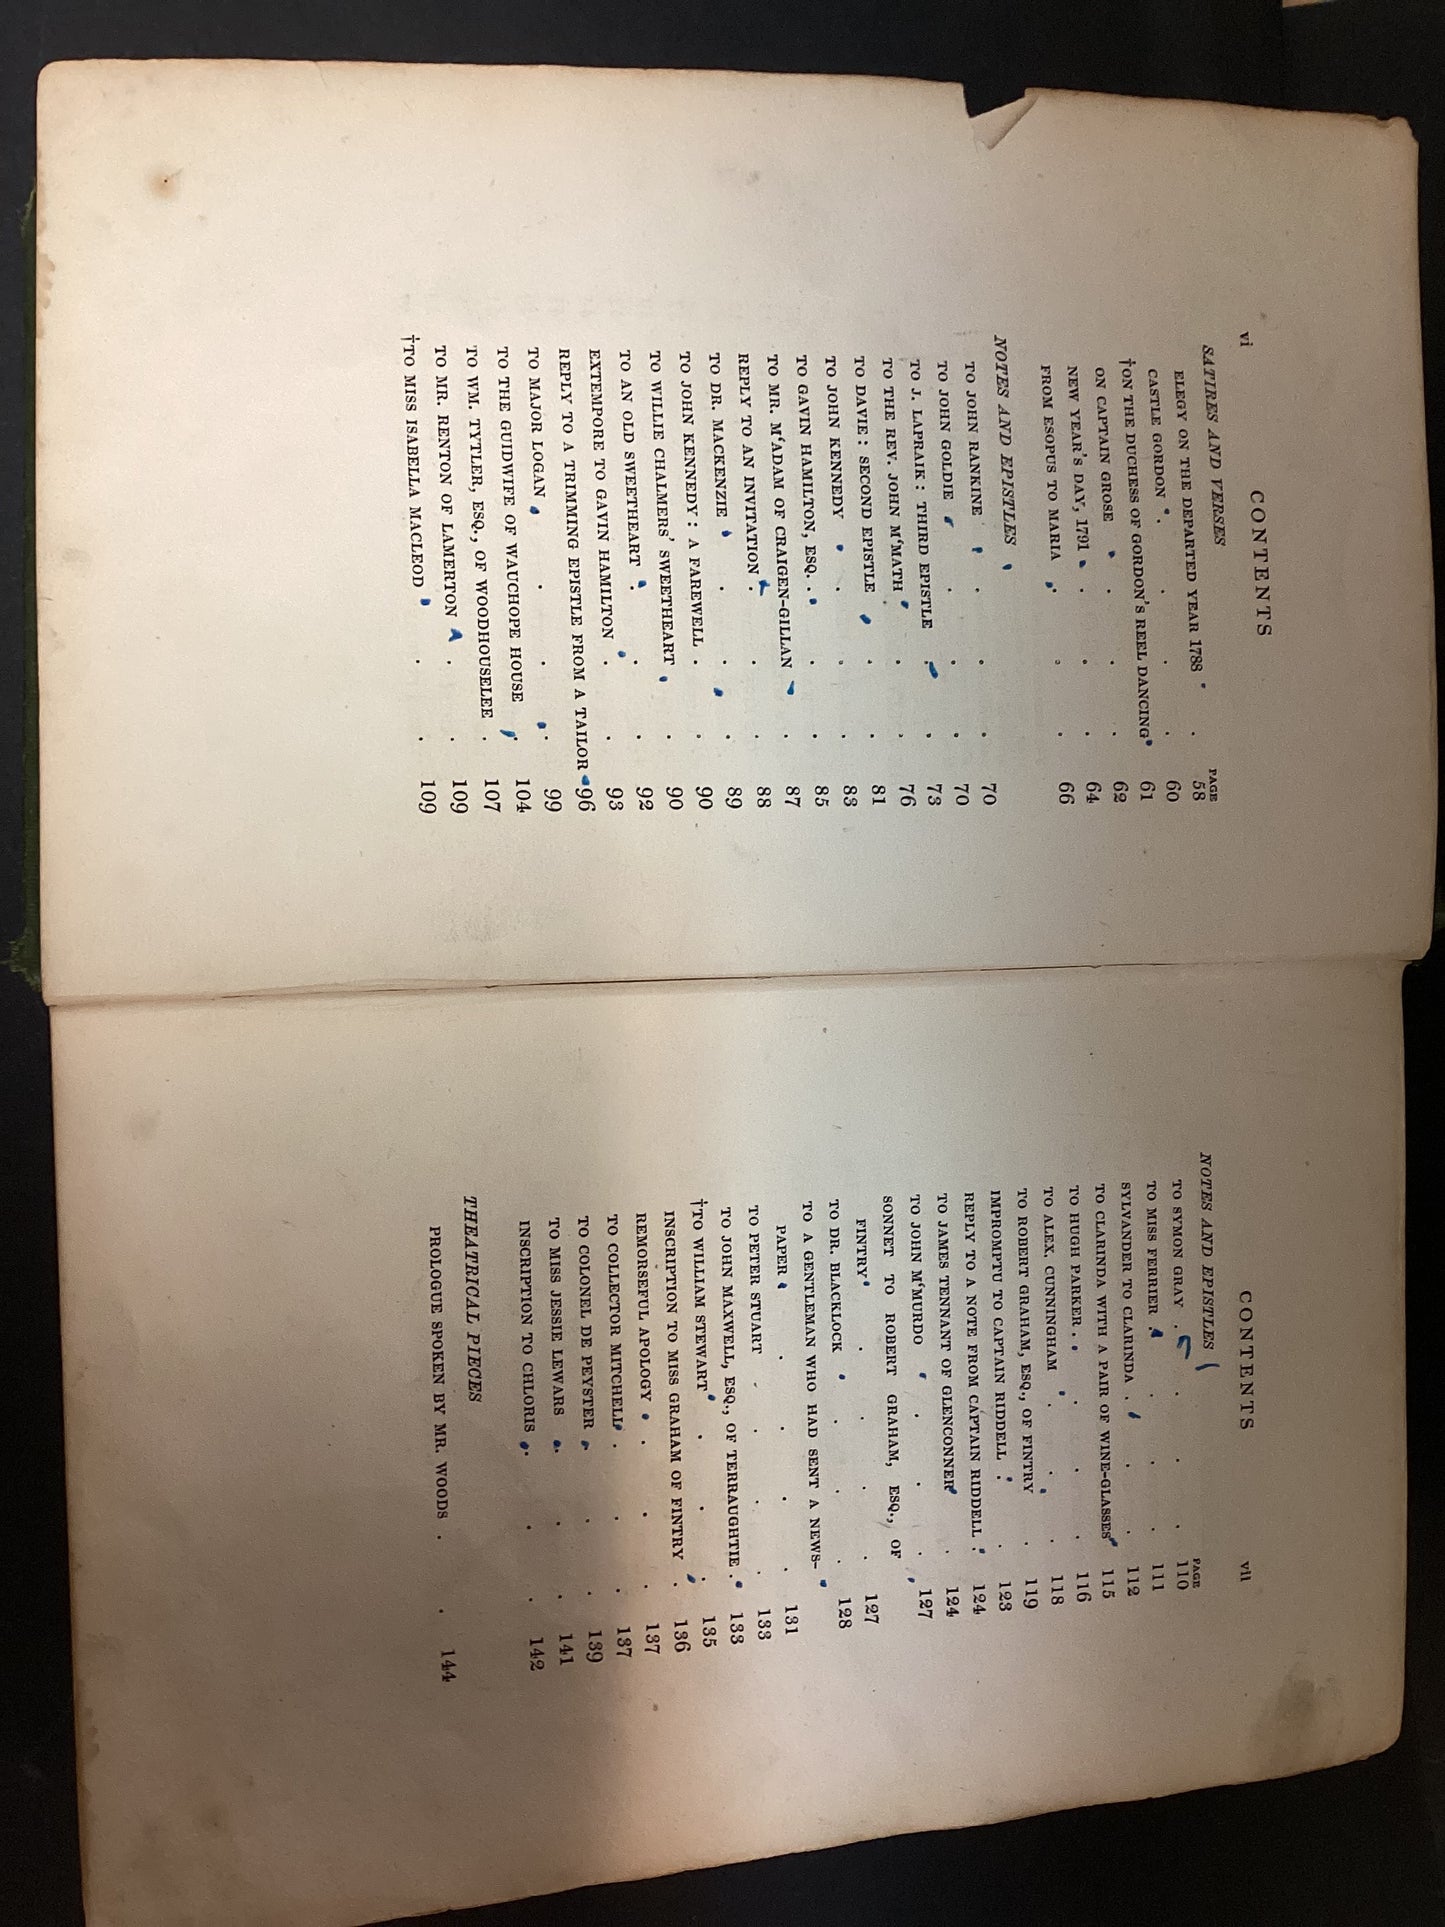 vi
CONTENTS
SATIRES AND VERSES
PAGE
ELEGY ON THE DEPARTED YEAR 1788 . . 58
CASTLE GORDON . . . . 60
†ON THE DUCHESS OF GORDON'S REEL DANCING 61
ON CAPTAIN GROSE . . . 62
NEW YEAR'S DAY, 1791 . . . 64
FROM ESOPUS TO MARIA . . . 66
NOTES AND EPISTLES
TO JOHN RANKINE . . . 70
TO JOHN GOLDIE . . . 70
TO J. LAPRAIK : THIRD EPISTLE . . 73
TO THE REV. JOHN M'MATH . . 76
TO DAVIE : SECOND EPISTLE . . 81
TO JOHN KENNEDY . . . 83
TO GAVIN HAMILTON, ESQ. . . . 85
TO MR. M'ADAM OF CRAIGEN-GILLAN . 87
REPLY TO AN INVITATION . . . 88
TO DR. MACKENZIE . . . 89
TO JOHN KENNEDY : A FAREWELL . . 90
TO WILLIE CHALMERS' SWEETHEART . 90
TO AN OLD SWEETHEART . . . 92
EXTEMPORE TO GAVIN HAMILTON . . 93
REPLY TO A TRIMMING EPISTLE FROM A TAILOR 96
TO MAJOR LOGAN . . . 99
TO THE GUIDWIFE OF WAUCHOPE HOUSE . 104
TO WM. TYTLER, ESQ., OF WOODHOUSELEE . 107
TO MR. RENTON OF LAMERTON . . 109
†TO MISS ISABELLA MACLEOD . . 109
CONTENTS
vii
NOTES AND EPISTLES
PAGE
TO SYMON GRAY . . . . 110
TO MISS FERRIER . . . . 111
SYLVANDER TO CLARINDA . . . 112
TO CLARINDA WITH A PAIR OF WINE-GLASSES 115
TO HUGH PARKER . . . . 116
TO ALEX. CUNNINGHAM . . . 118
TO ROBERT GRAHAM, ESQ., OF FINTRY . 119
IMPROMPTU TO CAPTAIN RIDDELL . . 123
REPLY TO A NOTE FROM CAPTAIN RIDDELL . 124
TO JAMES TENNANT OF GLENCONNER . 124
TO JOHN M'MURDO . . . 127
SONNET TO ROBERT GRAHAM, ESQ., OF
FINTRY . . . . 127
TO DR. BLACKLOCK . . . 128
TO A GENTLEMAN WHO HAD SENT A NEWS-
PAPER . . . . 131
TO PETER STUART . . . . 133
TO JOHN MAXWELL, ESQ., OF TERRAUGHTIE . 133
†TO WILLIAM STEWART . . . 135
INSCRIPTION TO MISS GRAHAM OF FINTRY . 136
REMORSEFUL APOLOGY . . . 137
TO COLLECTOR MITCHELL . . . 137
TO COLONEL DE PEYSTER . . 139
TO MISS JESSIE LEWARS . . 141
INSCRIPTION TO CHLORIS . . . 142
THEATRICAL PIECES
PROLOGUE SPOKEN BY MR. WOODS . . 144